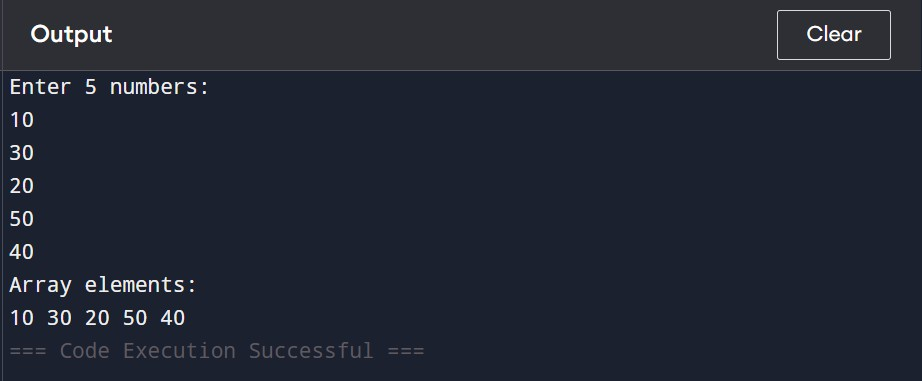 Output
Clear
Enter 5 numbers:
10
30
20
50
40
Array elements:
10 30 20 50 40
=== Code Execution Successful ===